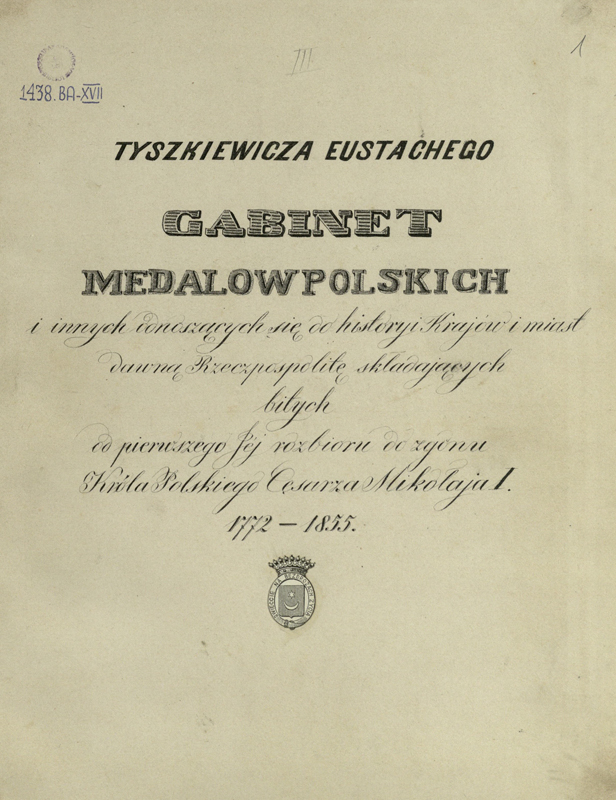 III
1
1438.BA-XVII
TYSZKIEWICZA EUSTACHEGO
GABINET
MEDALOW POLSKICH
i innych odnoszących się do historyi Krajów i miast
dawną Rzeczpospolitę składających
bitych
od pierwszego Jéj rozbioru do zgonu
Króla Polskiego Cesarza Mikołaja I.
1772 – 1855.